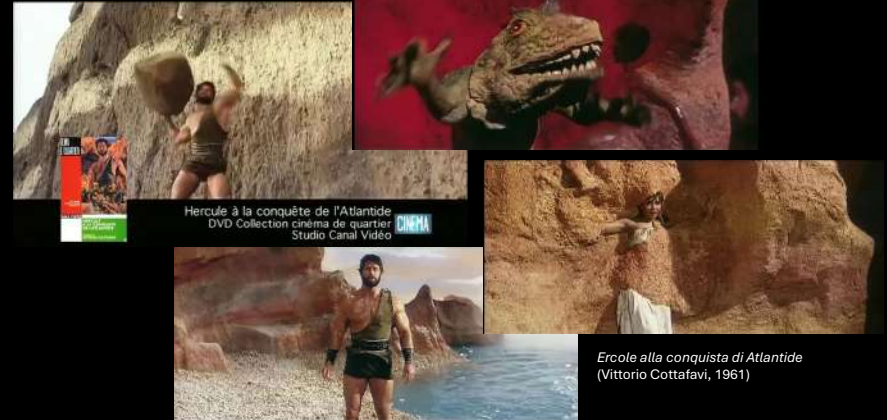 Hercule à la conquête de l'Atlantide
DVD Collection cinéma de quartier
Studio Canal Vidéo
CINÉMA
Ercole alla conquista di Atlantide
(Vittorio Cottafavi, 1961)